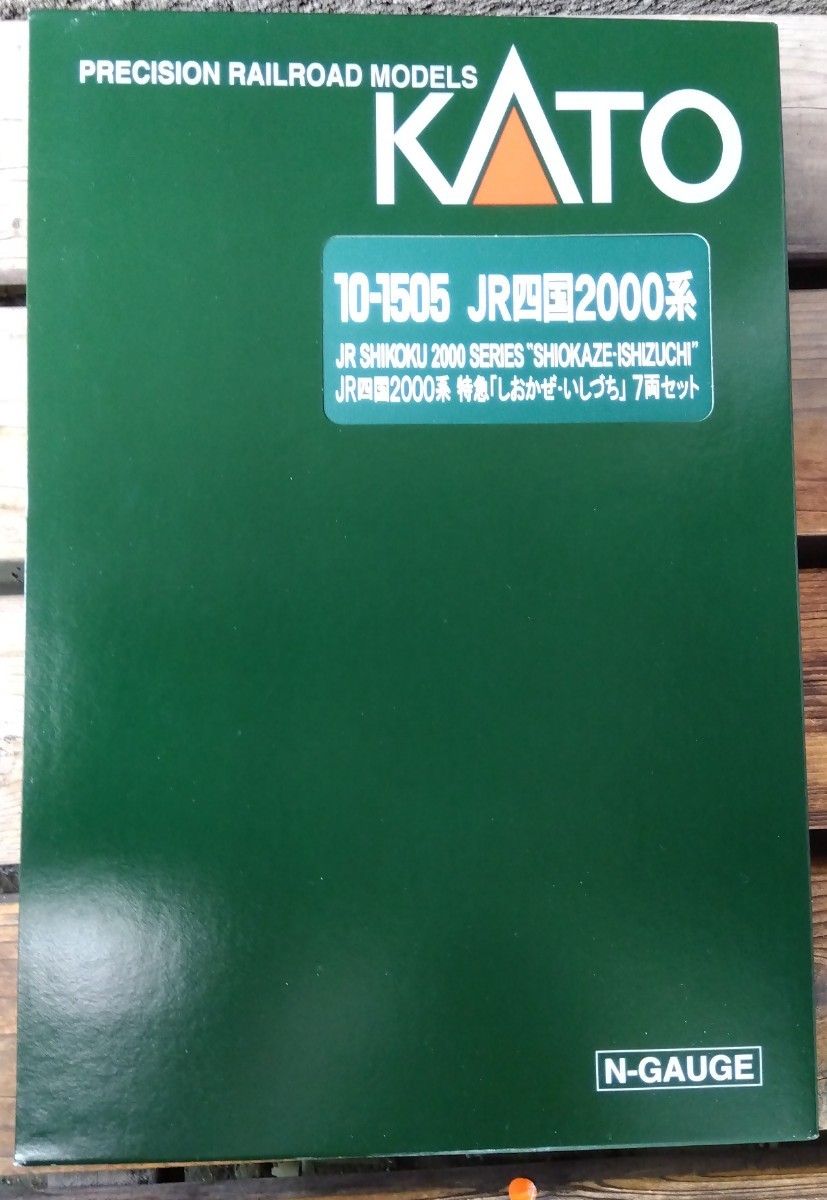 PRECISION RAILROAD MODELS
KATO
10-1505 JR四国2000系
JR SHIKOKU 2000 SERIES "SHIOKAZE・ISHIZUCHI"
JR四国2000系 特急「しおかぜ・いしづち」 7両セット
N-GAUGE